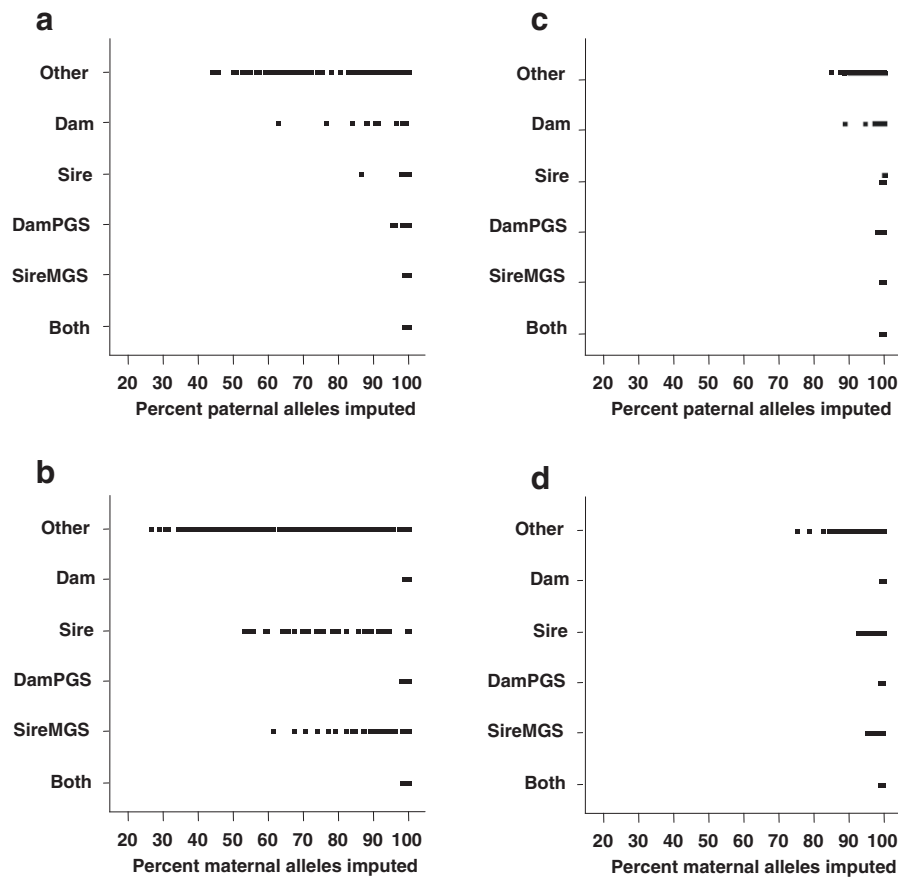 a
Other
Dam
Sire
DamPGS
SireMGS
Both
20 30 40 50 60 70 80 90 100
Percent paternal alleles imputed
c
Other
Dam
Sire
DamPGS
SireMGS
Both
20 30 40 50 60 70 80 90 100
Percent paternal alleles imputed
b
Other
Dam
Sire
DamPGS
SireMGS
Both
20 30 40 50 60 70 80 90 100
Percent maternal alleles imputed
d
Other
Dam
Sire
DamPGS
SireMGS
Both
20 30 40 50 60 70 80 90 100
Percent maternal alleles imputed